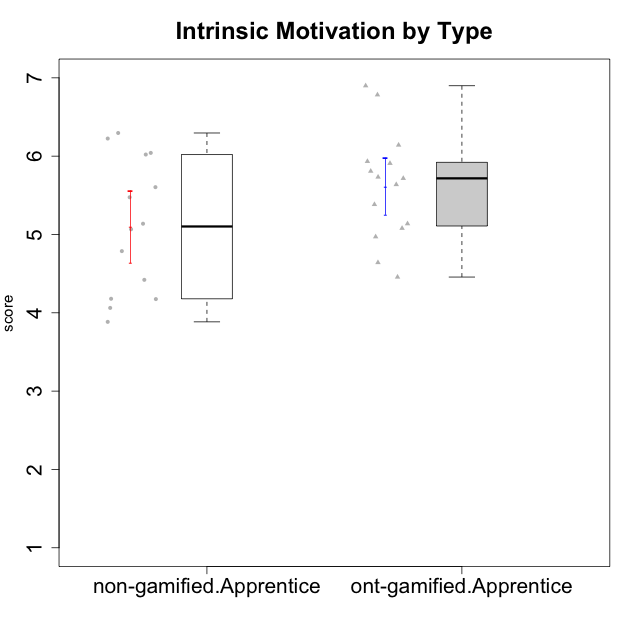 Intrinsic Motivation by Type
7
6
5
4
3
2
1
score
non-gamified.Apprentice
ont-gamified.Apprentice